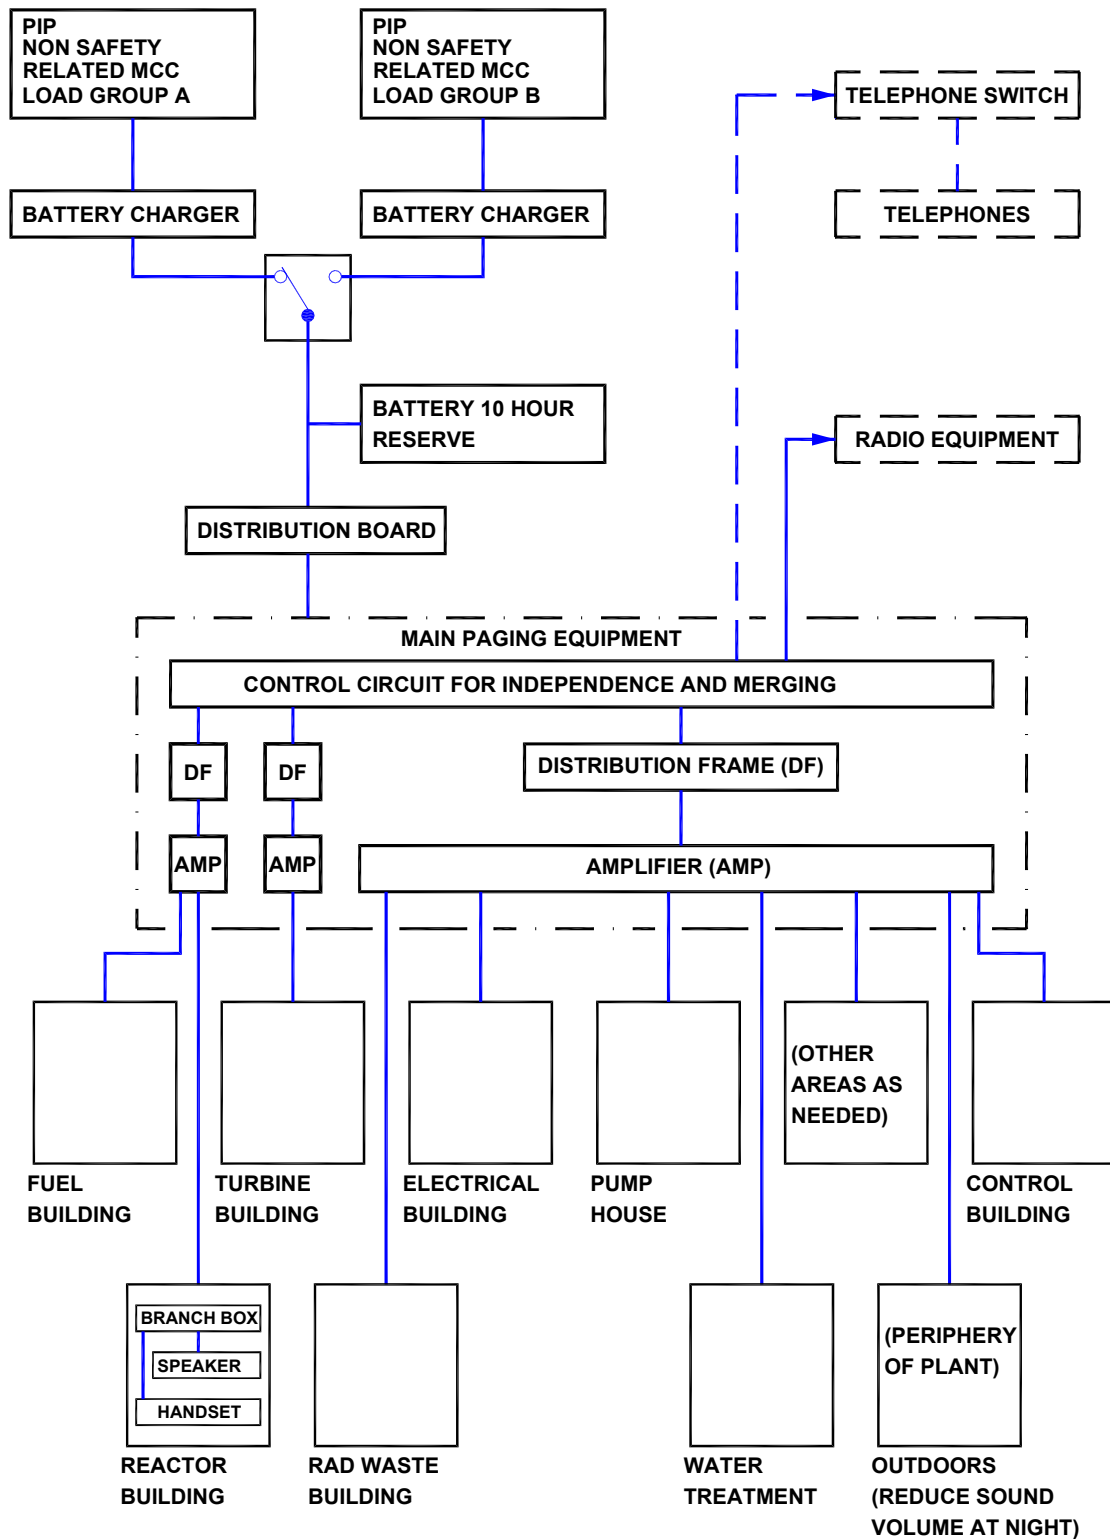 PIP
NON SAFETY
RELATED MCC
LOAD GROUP A
PIP
NON SAFETY
RELATED MCC
LOAD GROUP B
TELEPHONE SWITCH
BATTERY CHARGER
BATTERY CHARGER
TELEPHONES
BATTERY 10 HOUR
RESERVE
RADIO EQUIPMENT
DISTRIBUTION BOARD
MAIN PAGING EQUIPMENT
CONTROL CIRCUIT FOR INDEPENDENCE AND MERGING
DF
DF
DISTRIBUTION FRAME (DF)
AMP
AMP
AMPLIFIER (AMP)
(OTHER
AREAS AS
NEEDED)
FUEL
BUILDING
TURBINE
BUILDING
ELECTRICAL
BUILDING
PUMP
HOUSE
CONTROL
BUILDING
BRANCH BOX
SPEAKER
HANDSET
(PERIPHERY
OF PLANT)
REACTOR
BUILDING
RAD WASTE
BUILDING
WATER
TREATMENT
OUTDOORS
(REDUCE SOUND
VOLUME AT NIGHT)